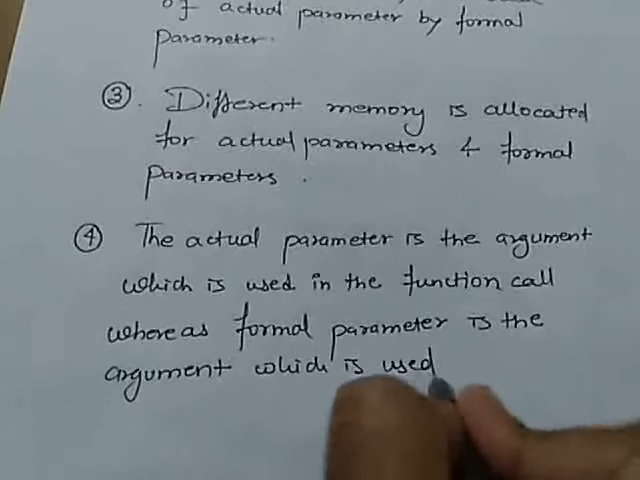 of actual parameter by formal
parameter.
③. Different memory is allocated
for actual parameters & formal
parameters.
④ The actual parameter is the argument
which is used in the function call
whereas formal parameter is the
argument which is used